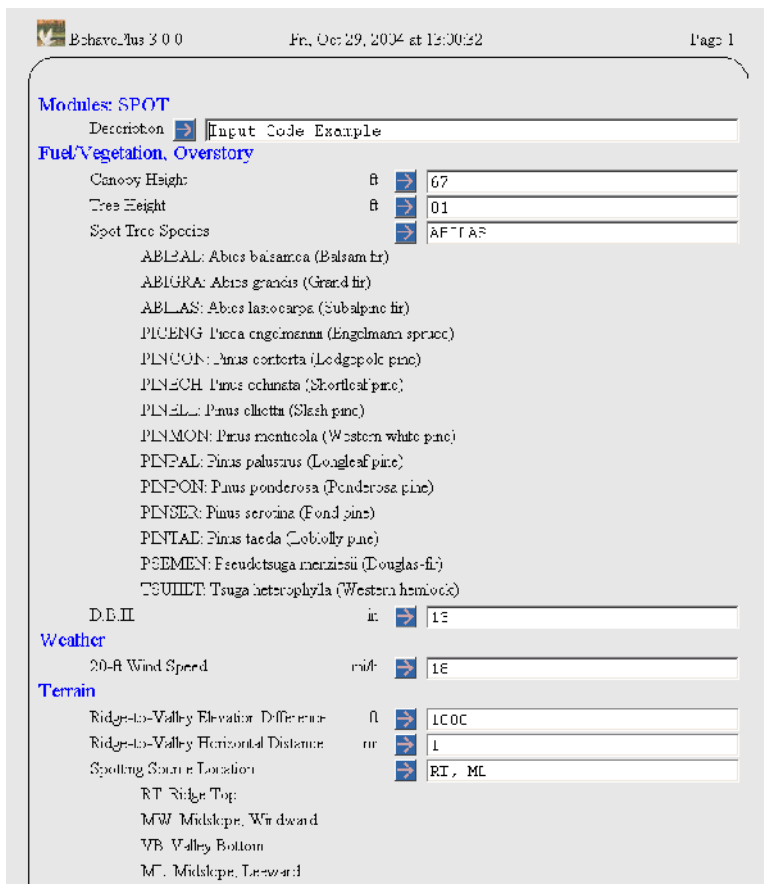 BehavePlus 3.0.0 Fri, Oct 29, 2004 at 13:00:32 Page 1
Modules: SPOT
Description Input Code Example
Fuel/Vegetation, Overstory
Canopy Height ft 67
Tree Height ft
Spot Tree Species ABILAS
ABIBAL: Abies balsamea (Balsam fir)
ABIGRA: Abies grandis (Grand fir)
ABILAS: Abies lasiocarpa (Subalpine fir)
PICENG: Picea engelmannii (Engelmann spruce)
PINCON: Pinus contorta (Lodgepole pine)
PINECH: Pinus echinata (Shortleaf pine)
PINELL: Pinus elliottii (Slash pine)
PINMON: Pinus monticola (Western white pine)
PINPAL: Pinus palustrus (Longleaf pine)
PINPON: Pinus ponderosa (Ponderosa pine)
PINSER: Pinus serotina (Pond pine)
PINTAE: Pinus taeda (Loblolly pine)
PSEMEN: Pseudotsuga menziesii (Douglas-fir)
TSUHET: Tsuga heterophylla (Western hemlock)
D.B.H. in
Weather
20-ft Wind Speed mi/h
Terrain
Ridge-to-Valley Elevation Difference ft 1000
Ridge-to-Valley Horizontal Distance mi 1
Spotting Source Location RT, ML
RT: Ridge Top
MW: Midslope, Windward
VB: Valley Bottom
ML: Midslope, Leeward